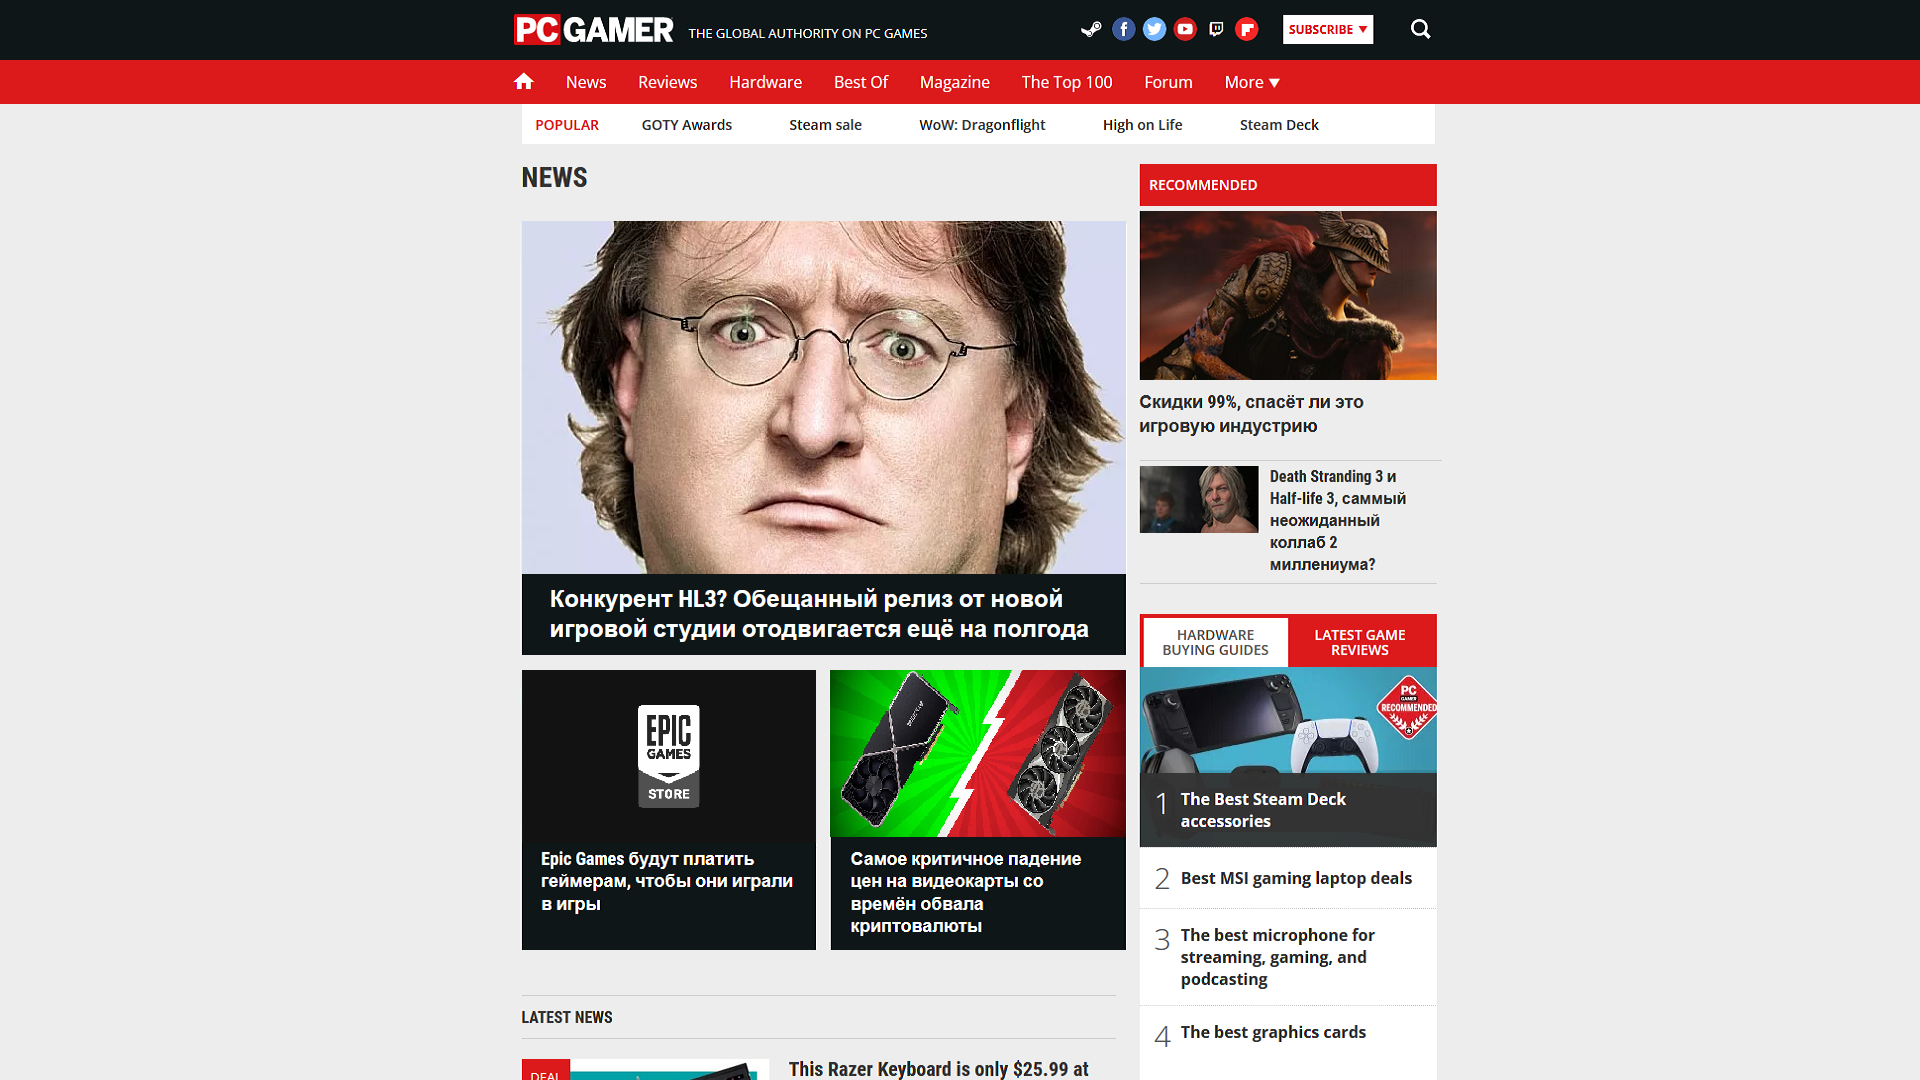 PC GAMER THE GLOBAL AUTHORITY ON PC GAMES
SUBSCRIBE
News Reviews Hardware Best Of Magazine The Top 100 Forum More
POPULAR GOTY Awards Steam sale WoW: Dragonflight High on Life Steam Deck
NEWS
Конкурент HL3? Обещанный релиз от новой
игровой студии отодвигается ещё на полгода
EPIC
GAMES
STORE
Epic Games будут платить
геймерам, чтобы они играли
в игры
Самое критичное падение
цен на видеокарты со
времён обвала
криптовалюты
LATEST NEWS
DEAL
This Razer Keyboard is only $25.99 at
RECOMMENDED
Скидки 99%, спасёт ли это
игровую индустрию
Death Stranding 3 и
Half-life 3, саммый
неожиданный
коллаб 2
миллениума?
HARDWARE
BUYING GUIDES
LATEST GAME
REVIEWS
PC
GAMER
RECOMMENDED
1 The Best Steam Deck
accessories
2 Best MSI gaming laptop deals
3 The best microphone for
streaming, gaming, and
podcasting
4 The best graphics cards